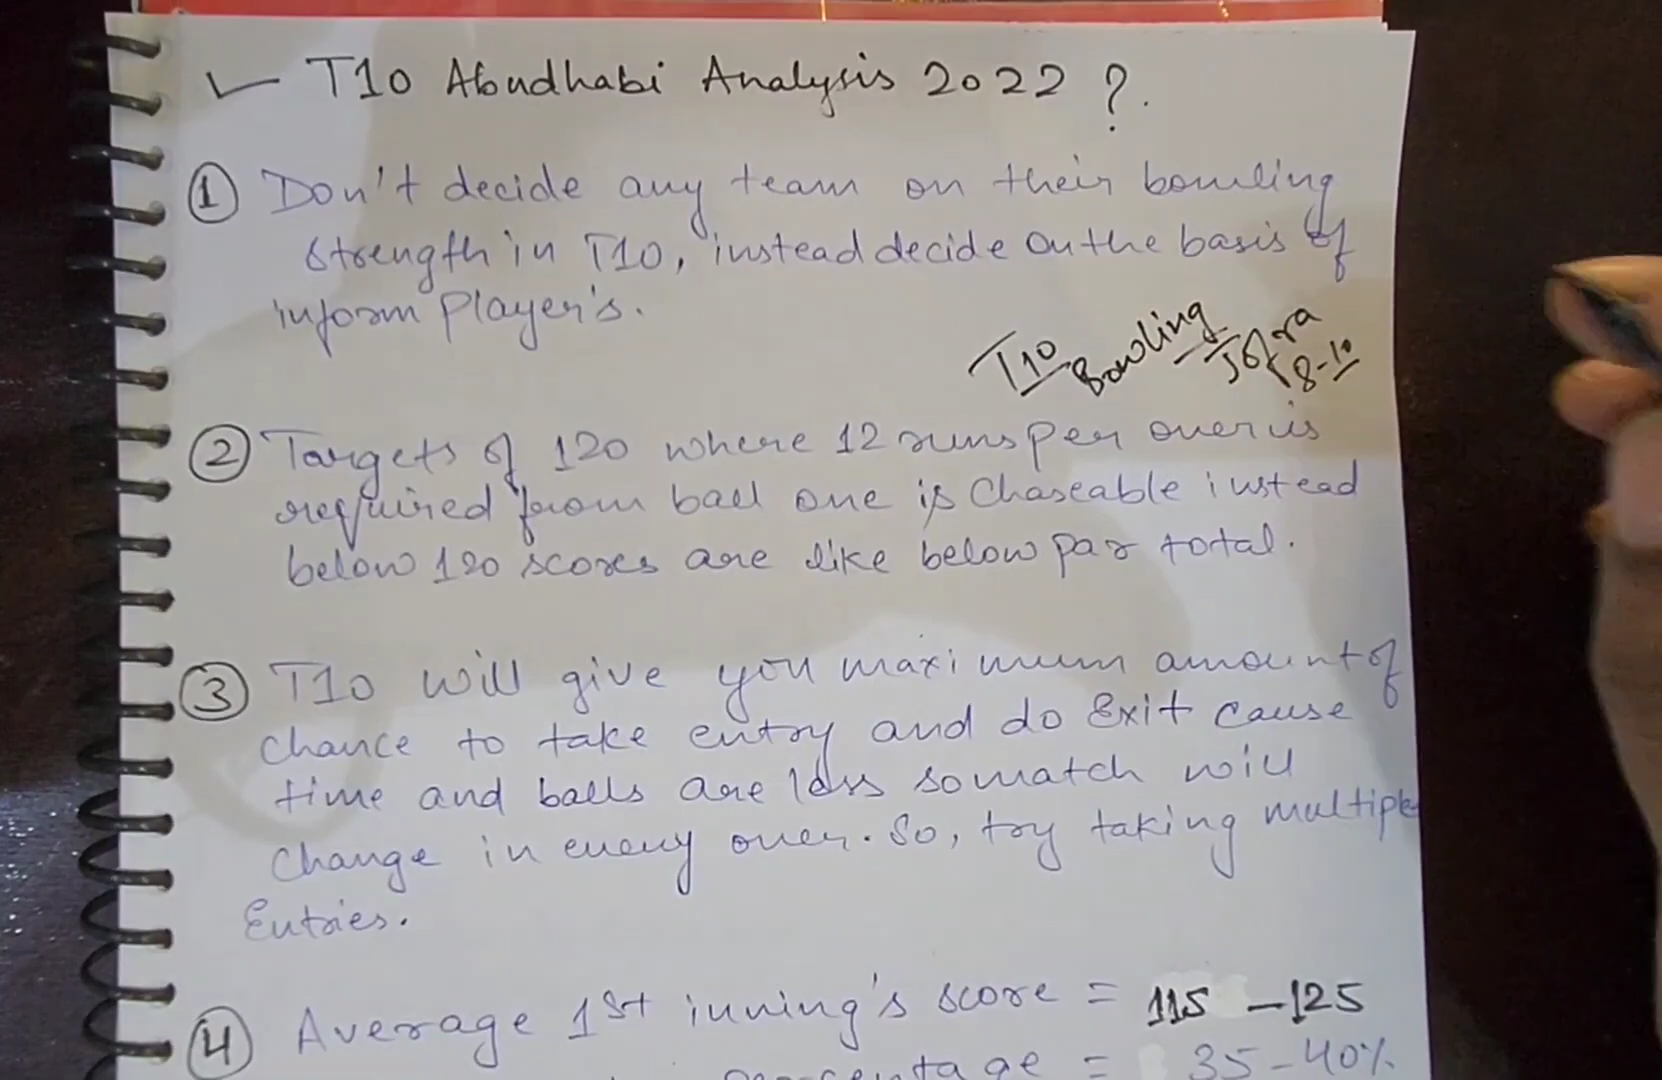 T10 Abudhabi Analysis 2022 ?.
① Don't decide any team on their bowling
strength in T10, instead decide on the basis of
inform Player's.
T10 Bowling Jofra
8-10
② Targets of 120 where 12 runs per over is
required from ball one is Chaseable instead
below 120 scores are like below par total.
③ T10 will give you maximum amount of
chance to take entry and do Exit cause
time and balls are less so match will
change in every over. So, try taking multiple
Entries.
④ Average 1st inning's score = 115 - 125
= 35-40%